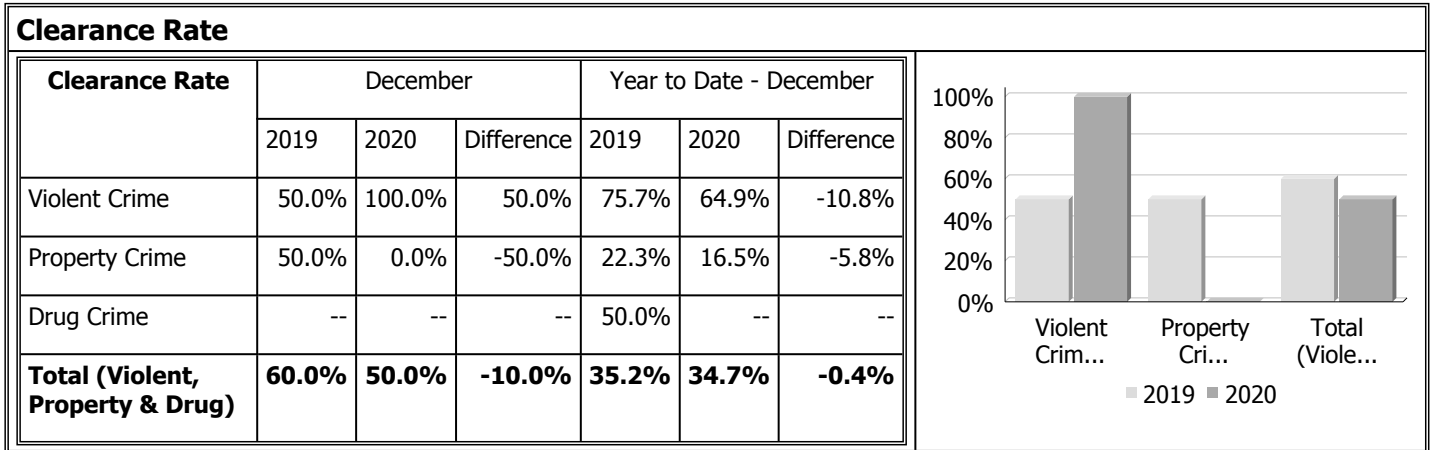 Clearance Rate
Clearance Rate December Year to Date - December
2019 2020 Difference 2019 2020 Difference
Violent Crime 50.0% 100.0% 50.0% 75.7% 64.9% -10.8%
Property Crime 50.0% 0.0% -50.0% 22.3% 16.5% -5.8%
Drug Crime -- -- -- 50.0% -- --
Total (Violent, 60.0% 50.0% -10.0% 35.2% 34.7% -0.4%
Property & Drug)
100%
80%
60%
40%
20%
0%
Violent Property Total
Crim... Cri... (Viole...
2019 2020